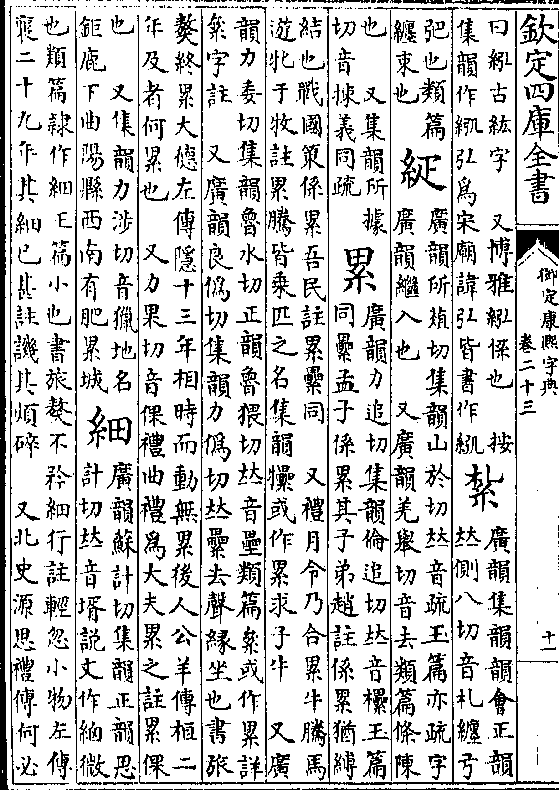 欽定四庫全書
御定康熙字典
卷二十三
十
曰紭古紘字　又博雅紭係也　按
集韻作紭弘爲宋廟諱弘皆書作紭
紮
廣韻集韻韻會正韻
𠀤側八切音札纏弓
弝也類篇
纏束也
䋠
廣韻所葅切集韻山於切𠀤音疏玉篇亦疏字
廣韻繼入也　又廣韻羌舉切音去類篇條陳
也　又集韻所據
切音揀義同疏
累
廣韻力追切集韻倫追切𠀤音欙玉篇
同纍孟子係累其子弟趙註係累猶縛
結也戰國策係累吾民註累纍同　又禮月令乃合累牛騰馬
遊牝于牧註累騰皆乗匹之名集韻犦或作累求子牛　又廣
韻力委切集韻魯水切正韻魯猥切𠀤音壘類篇絫或作累詳
絫字註　又廣韻良僞切集韻力僞切𠀤纍去聲緣坐也書旅
獒終累大德左傳隱十三年相時而動無累後人公羊傳桓二
年及者何累也　又力果切音倮禮曲禮爲大夫累之註累倮
也　又集韻力涉切音獵地名
鉅鹿下曲陽縣西南有肥累城
細
廣韻蘇計切集韻正韻思
計切𠀤音壻説文作絤微
也類篇隸作細玉篇小也書旅獒不矜細行註輕忽小物左傳
襄二十九年其細已甚註譏其煩碎　又北史源思禮傳何必